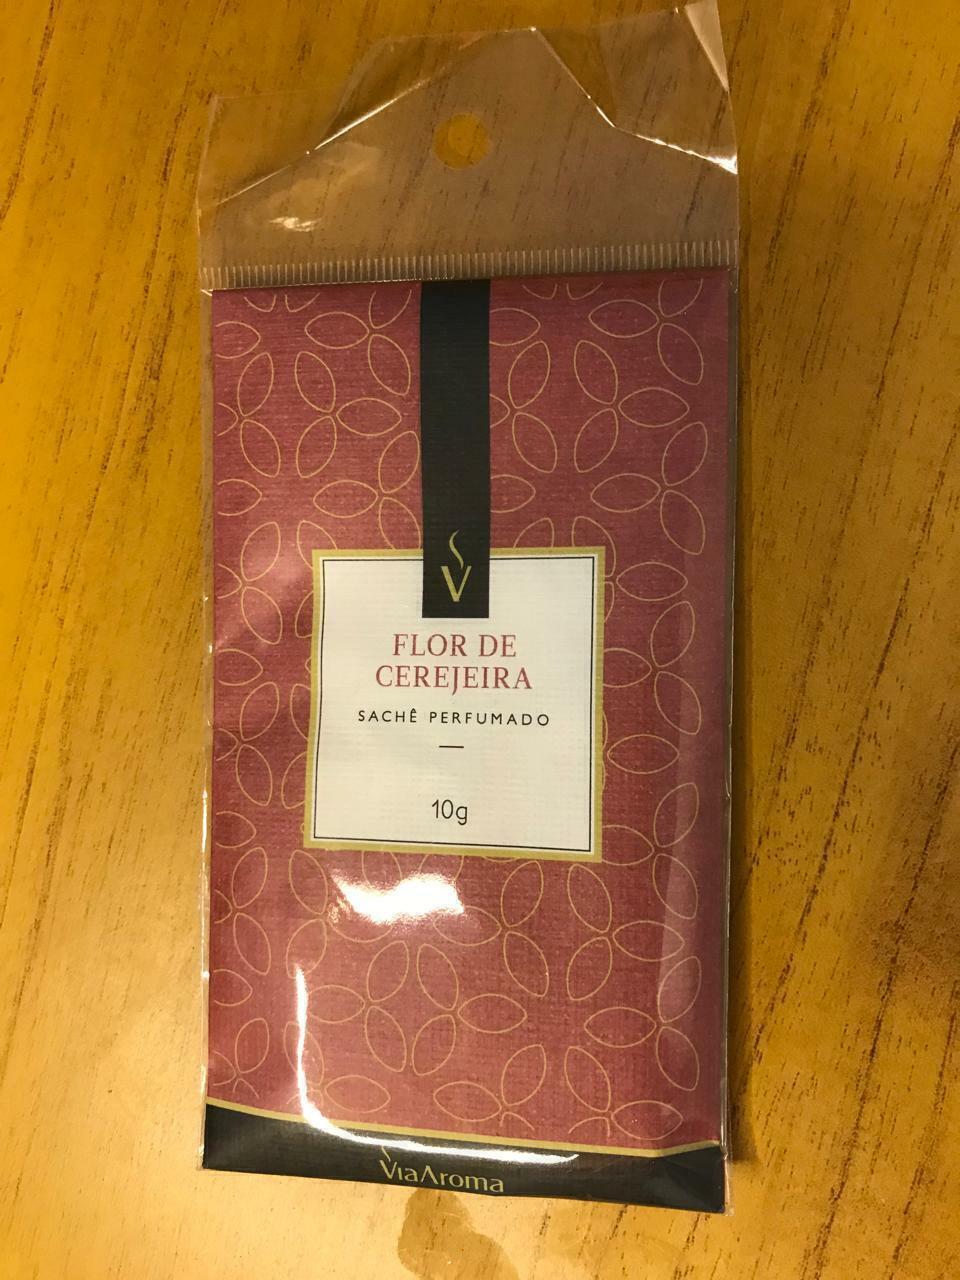 V
FLOR DE
CEREJEIRA
SACHÊ PERFUMADO
10g
ViaAroma